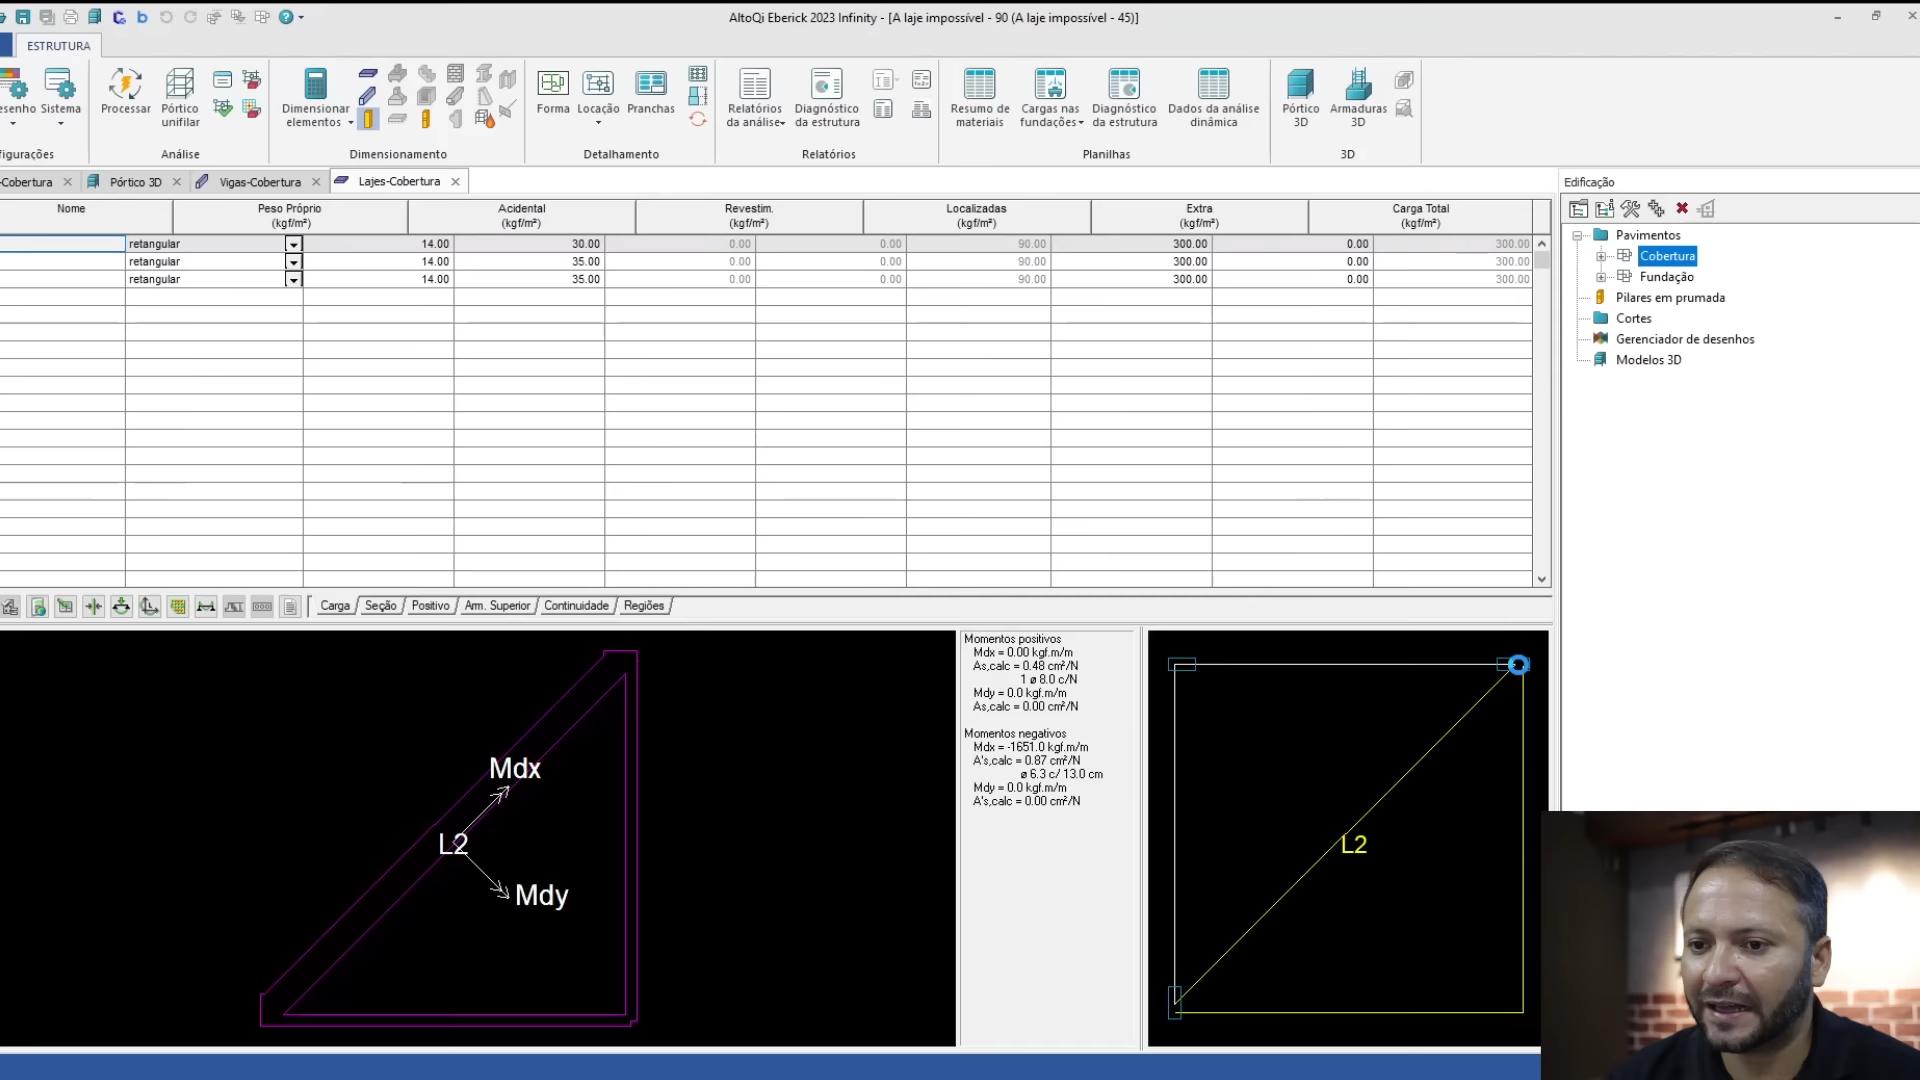 AltoQi Eberick 2023 Infinity - [A laje impossível - 90 (A laje impossível - 45)]
ESTRUTURA
esenho
Sistema
Processar
Pórtico unifilar
Dimensionar elementos
Forma
Locação
Pranchas
Relatórios da análise
Diagnóstico da estrutura
Resumo de materiais
Cargas nas fundações
Diagnóstico da estrutura
Dados da análise dinâmica
Pórtico 3D
Armaduras 3D
figurações
Análise
Dimensionamento
Detalhamento
Relatórios
Planilhas
3D
-Cobertura
Pórtico 3D
Vigas-Cobertura
Lajes-Cobertura
Edificação
Nome
Peso Próprio (kgf/m²)
Acidental (kgf/m²)
Revestim. (kgf/m²)
Localizadas (kgf/m²)
Extra (kgf/m²)
Carga Total (kgf/m²)
retangular 14.00 30.00 0.00 0.00 90.00 300.00 0.00 300.00
retangular 14.00 35.00 0.00 0.00 90.00 300.00 0.00 300.00
retangular 14.00 35.00 0.00 0.00 90.00 300.00 0.00 300.00
Pavimentos
Cobertura
Fundação
Pilares em prumada
Cortes
Gerenciador de desenhos
Modelos 3D
Carga
Seção
Positivo
Arm. Superior
Continuidade
Regiões
Mdx
L2
Mdy
Momentos positivos
Mdx = 0.00 kgf.m/m
As,calc = 0.48 cm²/N
1 ø 8.0 c/N
Mdy = 0.0 kgf.m/m
As,calc = 0.00 cm²/N
Momentos negativos
Mdx = -1651.0 kgf.m/m
A's,calc = 0.87 cm²/N
ø 6.3 c/ 13.0 cm
Mdy = 0.0 kgf.m/m
A's,calc = 0.00 cm²/N
L2